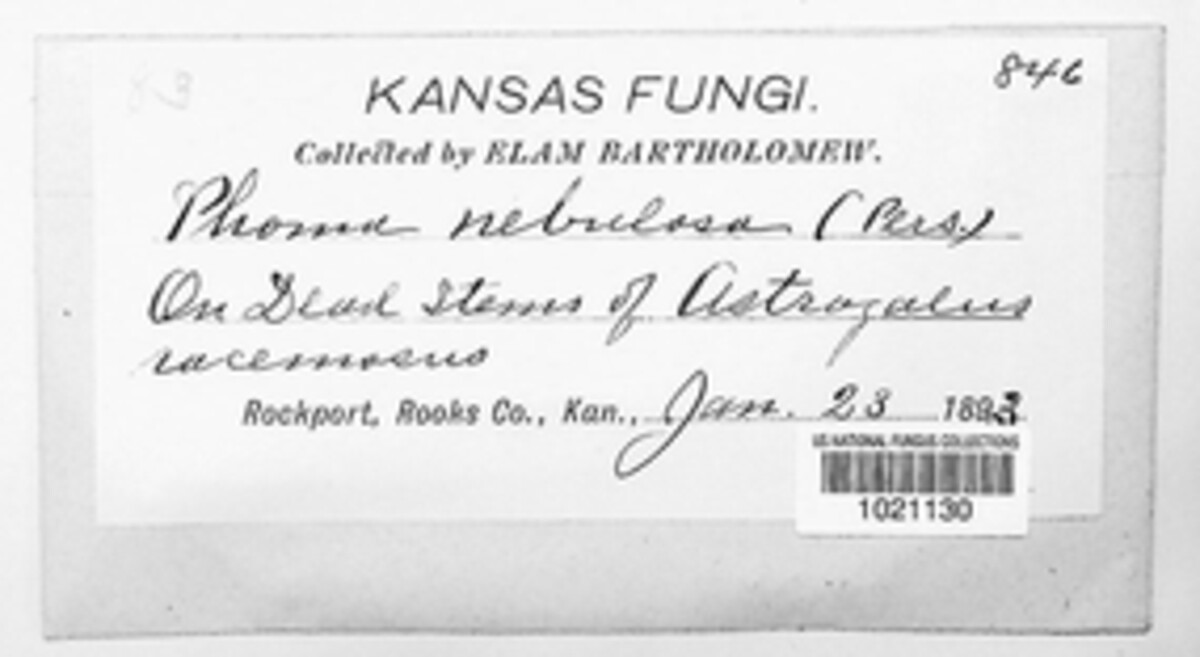 846
KANSAS FUNGI.
Collected by ELAM BARTHOLOMEW.
Phoma nebulosa (Pers.)
On Dead Stems of Astragalus
racemosus
Rockport, Rooks Co., Kan., Jan. 23 1893
US NATIONAL FUNGUS COLLECTIONS
1021130